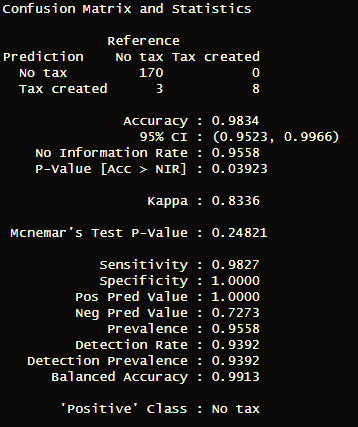 Confusion Matrix and Statistics
Reference
Prediction No tax Tax created
No tax 170 0
Tax created 3 8
Accuracy : 0.9834
95% CI : (0.9523, 0.9966)
No Information Rate : 0.9558
P-Value [Acc > NIR] : 0.03923
Kappa : 0.8336
Mcnemar's Test P-Value : 0.24821
Sensitivity : 0.9827
Specificity : 1.0000
Pos Pred Value : 1.0000
Neg Pred Value : 0.7273
Prevalence : 0.9558
Detection Rate : 0.9392
Detection Prevalence : 0.9392
Balanced Accuracy : 0.9913
'Positive' Class : No tax